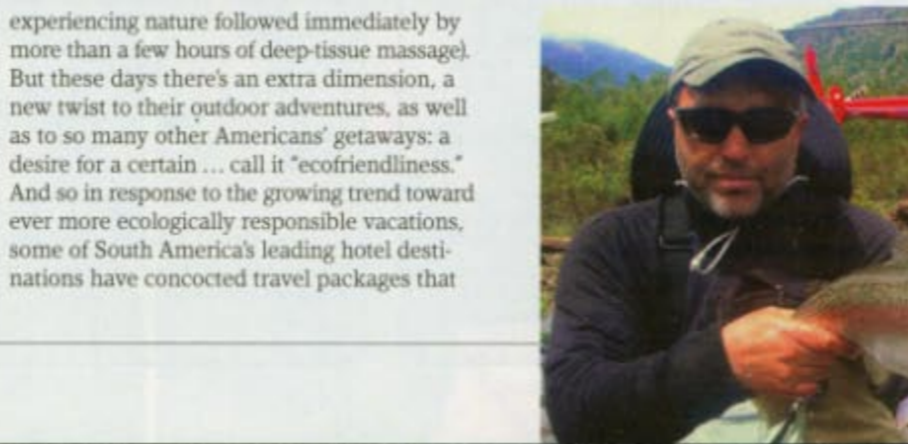 experiencing nature followed immediately by
more than a few hours of deep-tissue massage).
But these days there's an extra dimension, a
new twist to their outdoor adventures, as well
as to so many other Americans' getaways: a
desire for a certain ... call it "ecofriendliness."
And so in response to the growing trend toward
ever more ecologically responsible vacations,
some of South America's leading hotel desti-
nations have concocted travel packages that